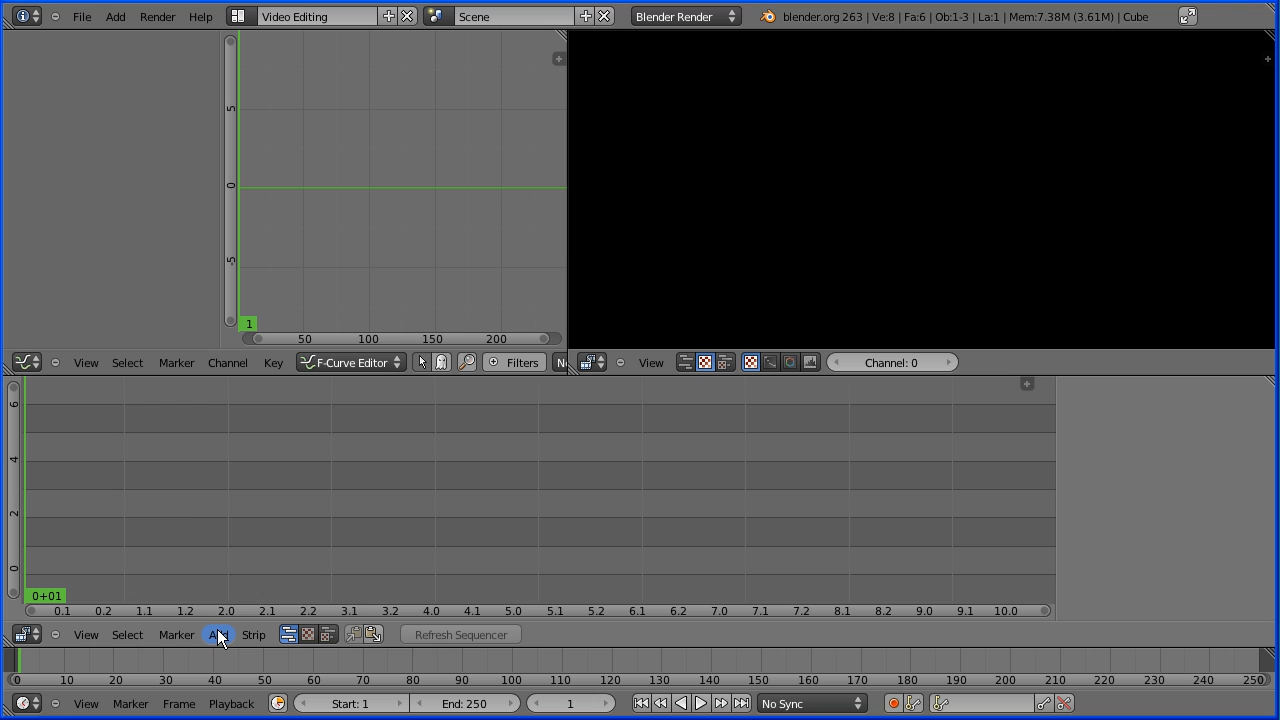 File Add Render Help Video Editing Scene Blender Render blender.org 263 | Ve:8 | Fa:6 | Ob:1-3 | La:1 | Mem:7.38M (3.61M) | Cube
5
0
-5
1
50 100 150 200
View Select Marker Channel Key F-Curve Editor Filters View Channel: 0
6
4
2
0
0+01
0.1 0.2 1.1 1.2 2.0 2.1 2.2 3.1 3.2 4.0 4.1 5.0 5.1 5.2 6.1 6.2 7.0 7.1 7.2 8.1 8.2 9.0 9.1 10.0
View Select Marker Add Strip Refresh Sequencer
0 10 20 30 40 50 60 70 80 90 100 110 120 130 140 150 160 170 180 190 200 210 220 230 240 250
View Marker Frame Playback Start: 1 End: 250 1 No Sync